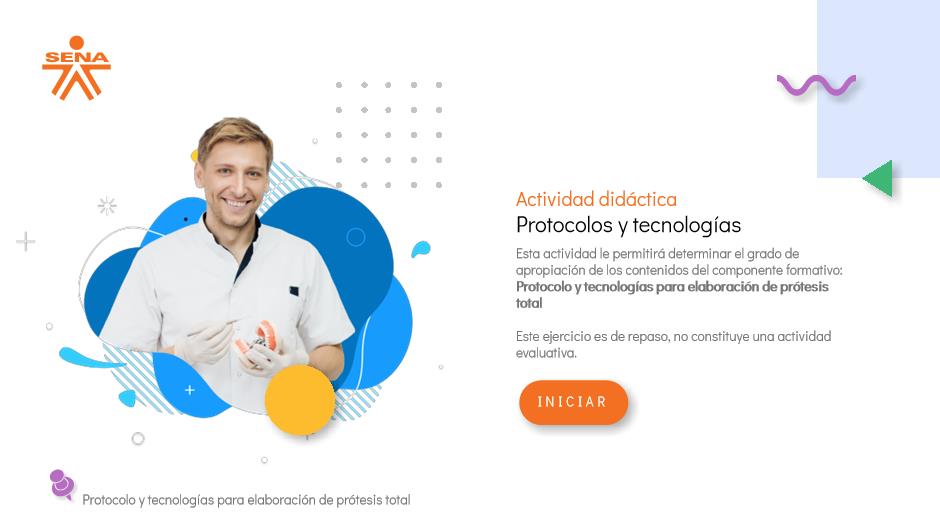 SENA
Actividad didáctica
Protocolos y tecnologías
Esta actividad le permitirá determinar el grado de
apropiación de los contenidos del componente formativo:
Protocolo y tecnologías para elaboración de prótesis
total
Este ejercicio es de repaso, no constituye una actividad
evaluativa.
INICIAR
Protocolo y tecnologías para elaboración de prótesis total